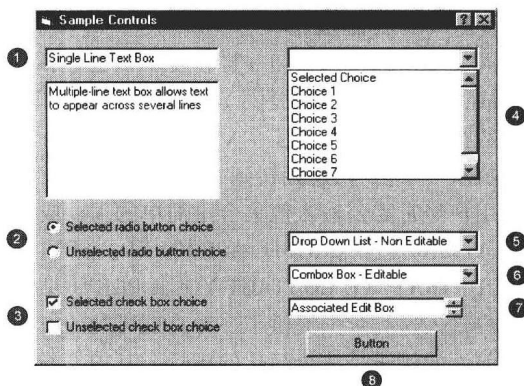 Sample Controls
1
Single Line Text Box
Multiple-line text box allows text
to appear across several lines
Selected Choice
Choice 1
Choice 2
Choice 3
Choice 4
Choice 5
Choice 6
Choice 7
4
2
Selected radio button choice
Unselected radio button choice
Drop Down List - Non Editable
5
Combox Box - Editable
6
3
Selected check box choice
Unselected check box choice
Associated Edit Box
7
Button
8